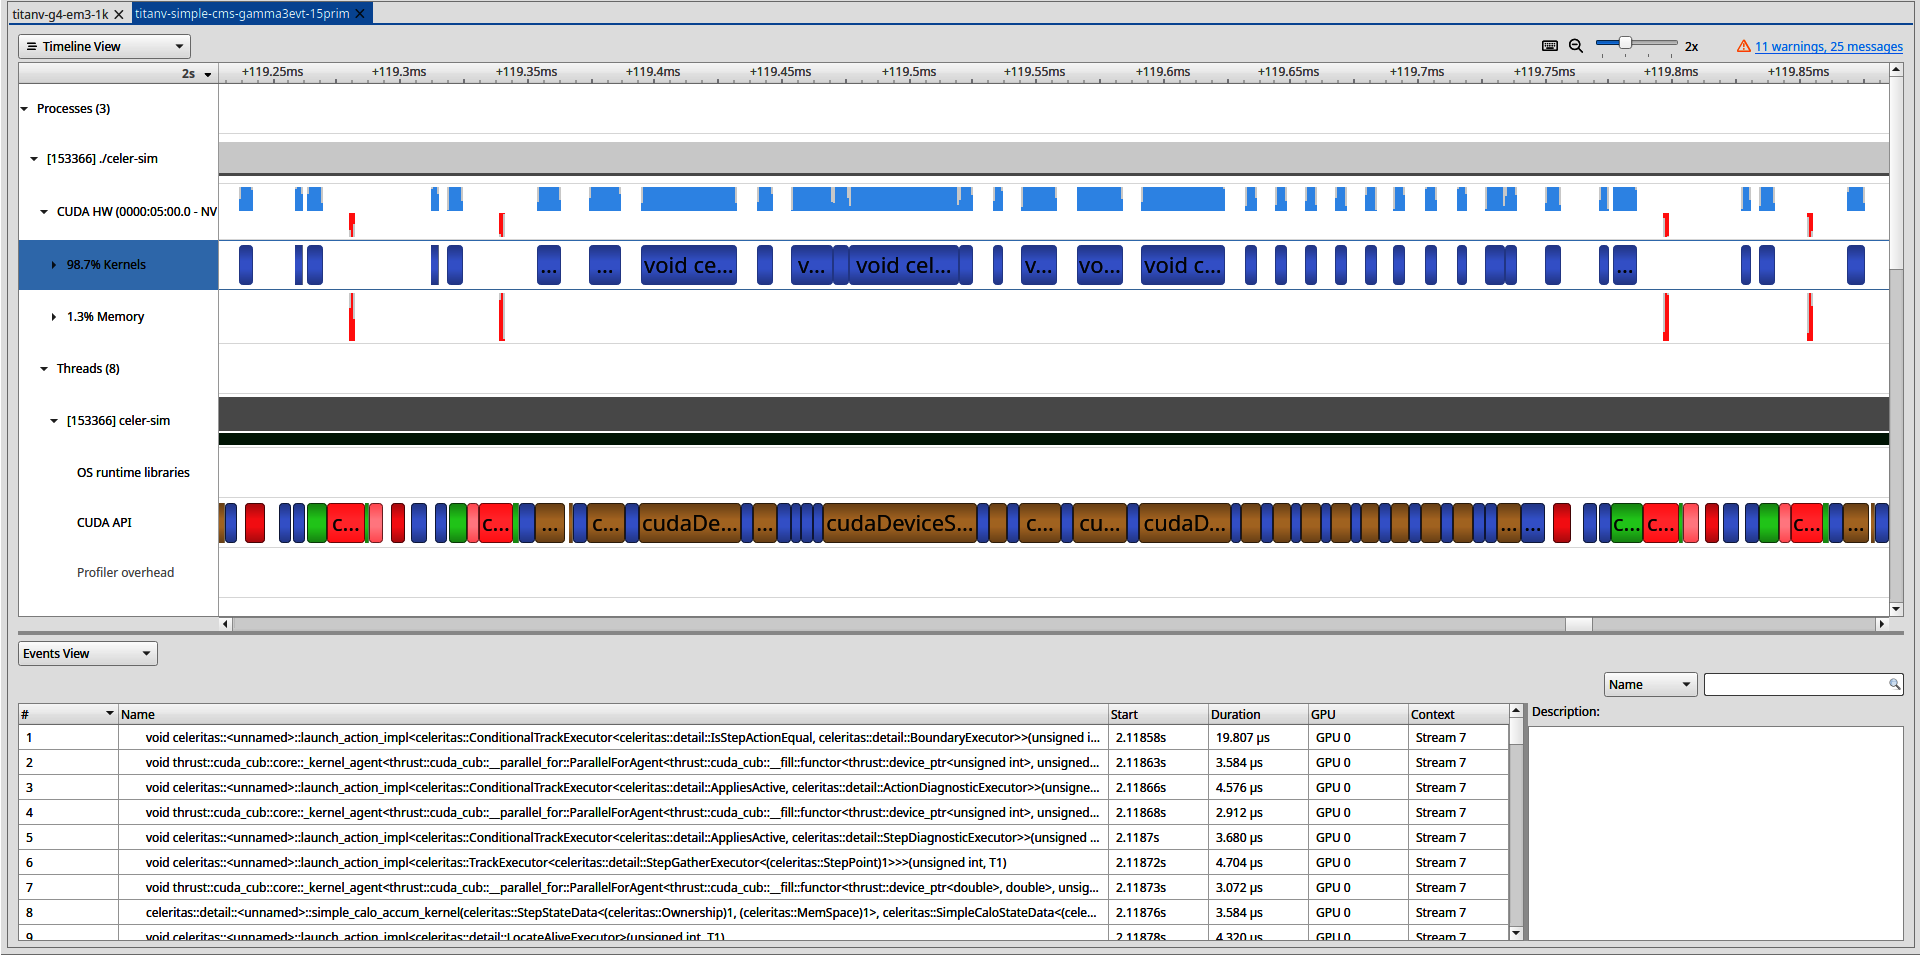 titanv-g4-em3-1k
titanv-simple-cms-gamma3evt-15prim
Timeline View
2x
11 warnings, 25 messages
2s
+119.25ms +119.3ms +119.35ms +119.4ms +119.45ms +119.5ms +119.55ms +119.6ms +119.65ms +119.7ms +119.75ms +119.8ms +119.85ms
Processes (3)
[153366] ./celer-sim
CUDA HW (0000:05:00.0 - NV
98.7% Kernels
... ... void ce... v... void cel... v... vo... void c... ...
1.3% Memory
Threads (8)
[153366] celer-sim
OS runtime libraries
CUDA API
c... c... ... c... cudaDe... ... cudaDeviceS... c... cu... cudaD... ... ... c... c... c... ...
Profiler overhead
Events View
Name
# Name Start Duration GPU Context
Description:
1 void celeritas::<unnamed>::launch_action_impl<celeritas::ConditionalTrackExecutor<celeritas::detail::IsStepActionEqual, celeritas::detail::BoundaryExecutor>>(unsigned i... 2.11858s 19.807 μs GPU 0 Stream 7
2 void thrust::cuda_cub::core::_kernel_agent<thrust::cuda_cub::__parallel_for::ParallelForAgent<thrust::cuda_cub::__fill::functor<thrust::device_ptr<unsigned int>, unsigned... 2.11863s 3.584 μs GPU 0 Stream 7
3 void celeritas::<unnamed>::launch_action_impl<celeritas::ConditionalTrackExecutor<celeritas::detail::AppliesActive, celeritas::detail::ActionDiagnosticExecutor>>(unsigne... 2.11866s 4.576 μs GPU 0 Stream 7
4 void thrust::cuda_cub::core::_kernel_agent<thrust::cuda_cub::__parallel_for::ParallelForAgent<thrust::cuda_cub::__fill::functor<thrust::device_ptr<unsigned int>, unsigned... 2.11868s 2.912 μs GPU 0 Stream 7
5 void celeritas::<unnamed>::launch_action_impl<celeritas::ConditionalTrackExecutor<celeritas::detail::AppliesActive, celeritas::detail::StepDiagnosticExecutor>>(unsigned ... 2.1187s 3.680 μs GPU 0 Stream 7
6 void celeritas::<unnamed>::launch_action_impl<celeritas::TrackExecutor<celeritas::detail::StepGatherExecutor<(celeritas::StepPoint)1>>>(unsigned int, T1) 2.11872s 4.704 μs GPU 0 Stream 7
7 void thrust::cuda_cub::core::_kernel_agent<thrust::cuda_cub::__parallel_for::ParallelForAgent<thrust::cuda_cub::__fill::functor<thrust::device_ptr<double>, double>, unsig... 2.11873s 3.072 μs GPU 0 Stream 7
8 celeritas::detail::<unnamed>::simple_calo_accum_kernel(celeritas::StepStateData<(celeritas::Ownership)1, (celeritas::MemSpace)1>, celeritas::SimpleCaloStateData<(cele... 2.11876s 3.584 μs GPU 0 Stream 7
9 void celeritas::<unnamed>::launch_action_impl<celeritas::detail::LocateAliveExecutor>(unsigned int, T1) 2.11878s 4.320 μs GPU 0 Stream 7